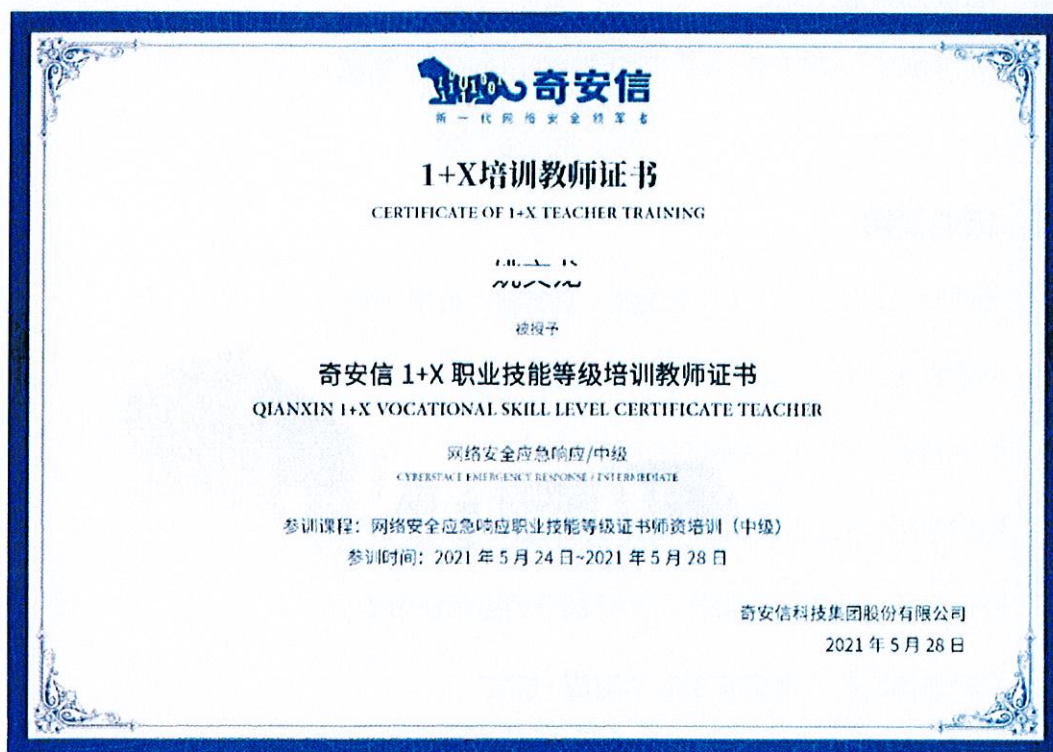 奇安信
新一代网络安全领军者
1+X培训教师证书
CERTIFICATE OF 1+X TEACHER TRAINING
被授予
奇安信 1+X 职业技能等级培训教师证书
QIANXIN 1+X VOCATIONAL SKILL LEVEL CERTIFICATE TEACHER
网络安全应急响应/中级
CYBERSPACE EMERGENCY RESPONSE / INTERMEDIATE
参训课程：网络安全应急响应职业技能等级证书师资培训（中级）
参训时间：2021 年 5 月 24 日~2021 年 5 月 28 日
奇安信科技集团股份有限公司
2021 年 5 月 28 日